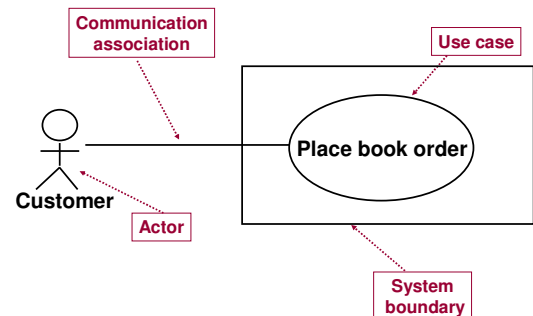 Communication
association
Use case
Place book order
Customer
Actor
System
boundary